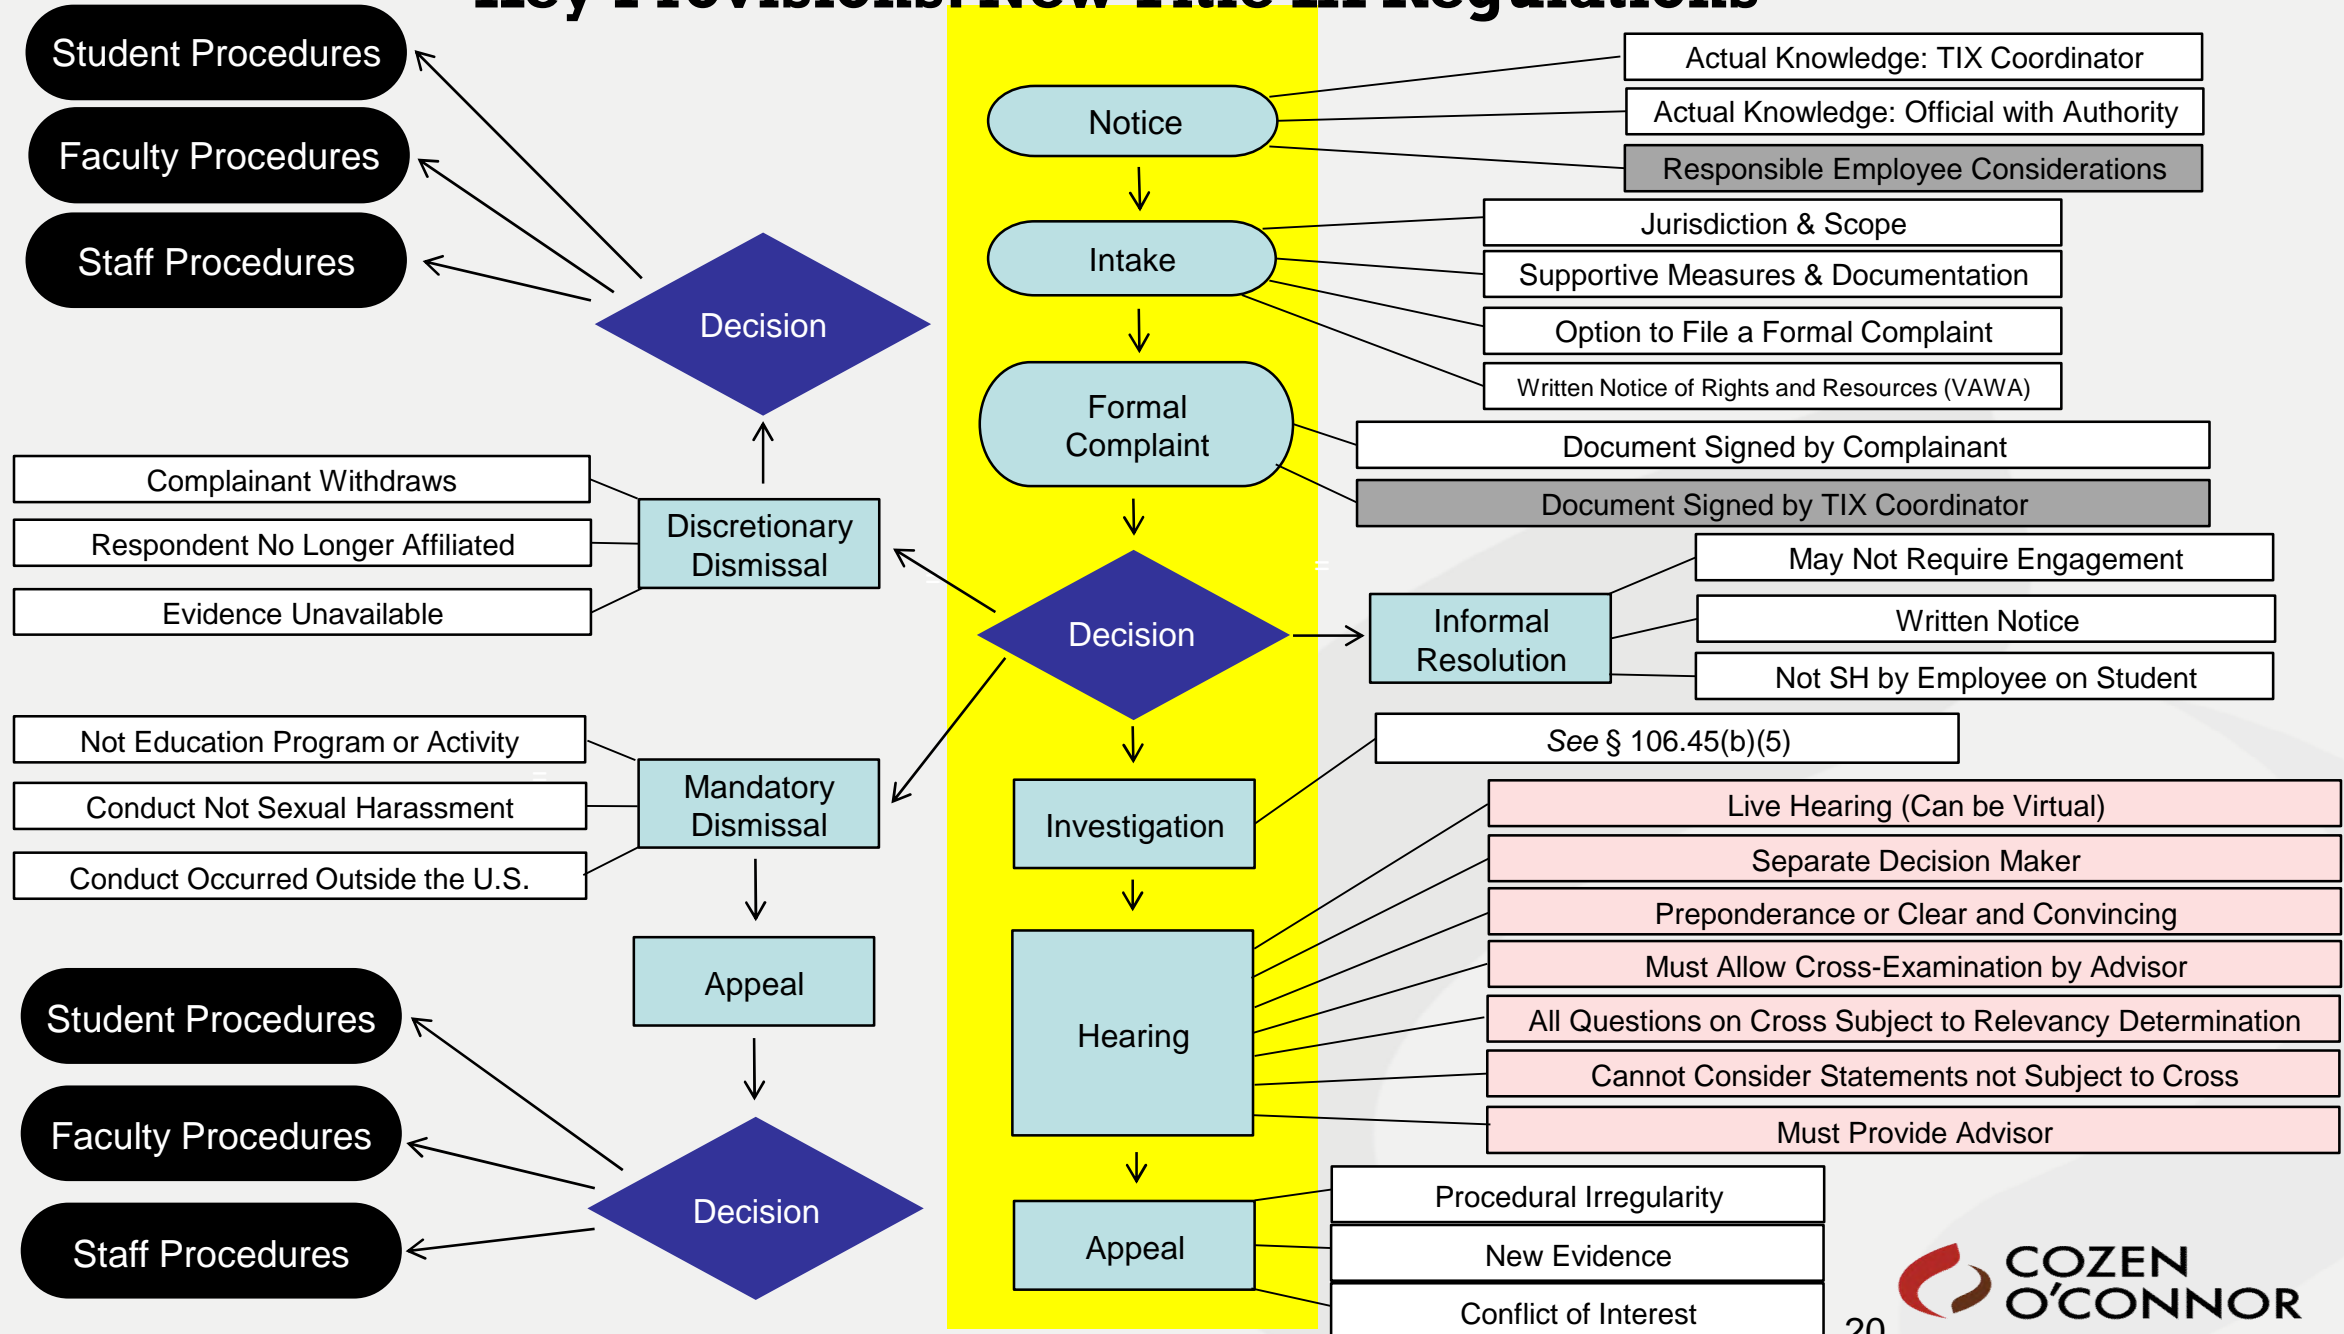 Key Provisions: New Title IX Regulations
Student Procedures
Faculty Procedures
Staff Procedures
Decision
Complainant Withdraws
Respondent No Longer Affiliated
Evidence Unavailable
Discretionary
Dismissal
Not Education Program or Activity
Conduct Not Sexual Harassment
Conduct Occurred Outside the U.S.
Mandatory
Dismissal
Appeal
Student Procedures
Faculty Procedures
Staff Procedures
Decision
Notice
Actual Knowledge: TIX Coordinator
Actual Knowledge: Official with Authority
Responsible Employee Considerations
Intake
Jurisdiction & Scope
Supportive Measures & Documentation
Option to File a Formal Complaint
Written Notice of Rights and Resources (VAWA)
Formal
Complaint
Document Signed by Complainant
Document Signed by TIX Coordinator
Decision
Informal
Resolution
May Not Require Engagement
Written Notice
Not SH by Employee on Student
Investigation
See § 106.45(b)(5)
Hearing
Live Hearing (Can be Virtual)
Separate Decision Maker
Preponderance or Clear and Convincing
Must Allow Cross-Examination by Advisor
All Questions on Cross Subject to Relevancy Determination
Cannot Consider Statements not Subject to Cross
Must Provide Advisor
Appeal
Procedural Irregularity
New Evidence
Conflict of Interest
COZEN
O'CONNOR
20